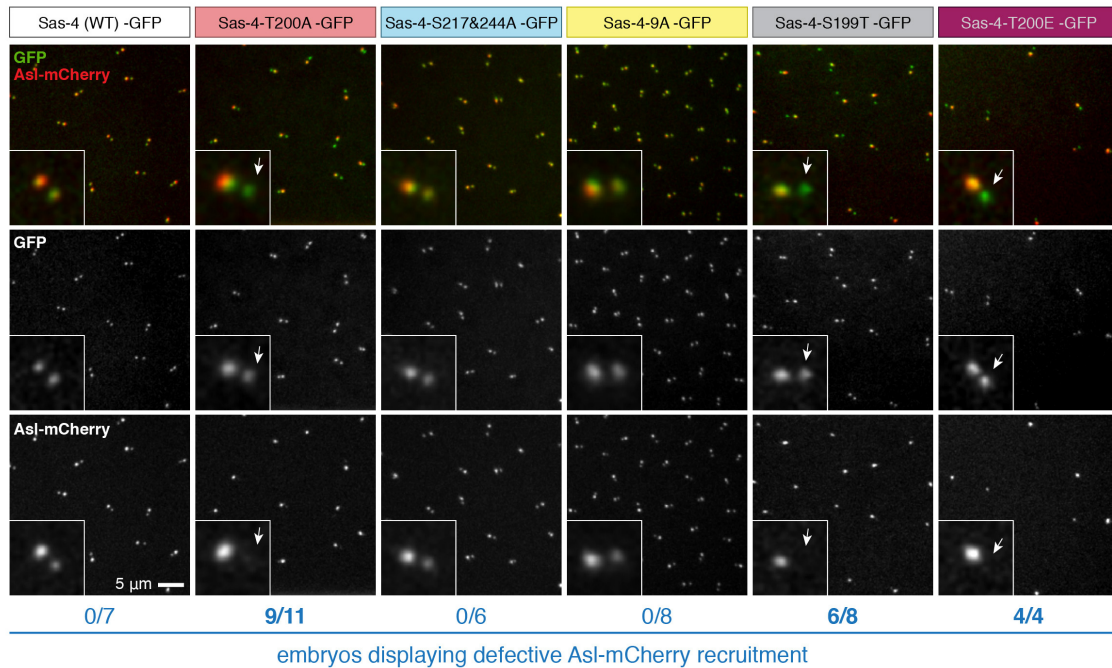 Sas-4 (WT) -GFP
Sas-4-T200A -GFP
Sas-4-S217&244A -GFP
Sas-4-9A -GFP
Sas-4-S199T -GFP
Sas-4-T200E -GFP
GFP
Asl-mCherry
GFP
Asl-mCherry
5 µm
0/7
9/11
0/6
0/8
6/8
4/4
embryos displaying defective Asl-mCherry recruitment